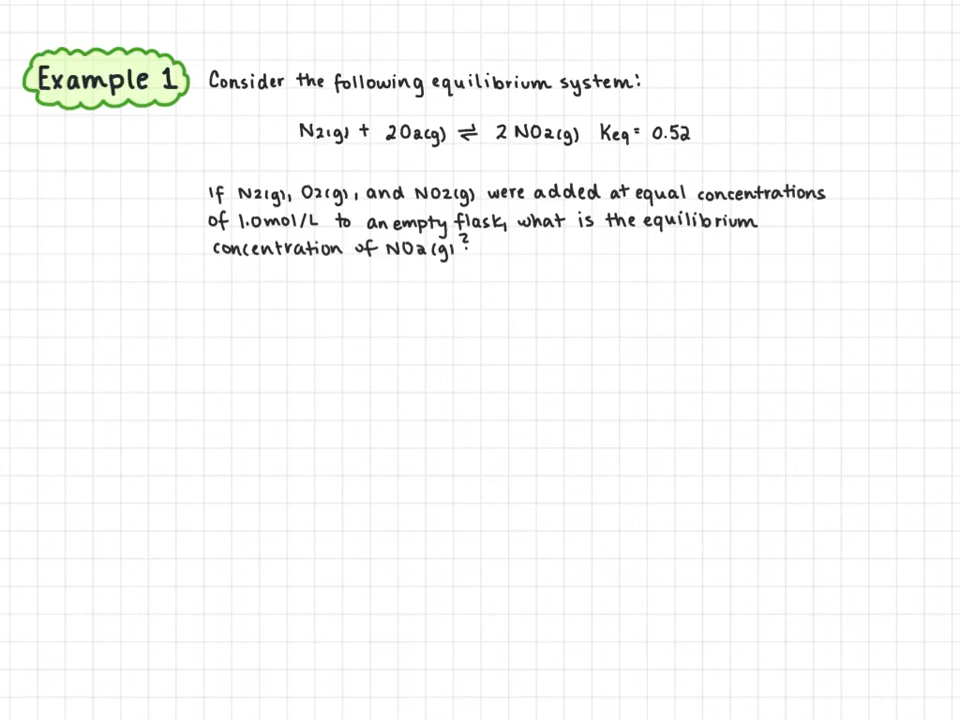 Example 1 Consider the following equilibrium system:
N2(g) + 2O2(g) ⇌ 2 NO2(g) Keq = 0.52
If N2(g), O2(g), and NO2(g) were added at equal concentrations
of 1.0mol/L to an empty flask, what is the equilibrium
concentration of NO2(g)?